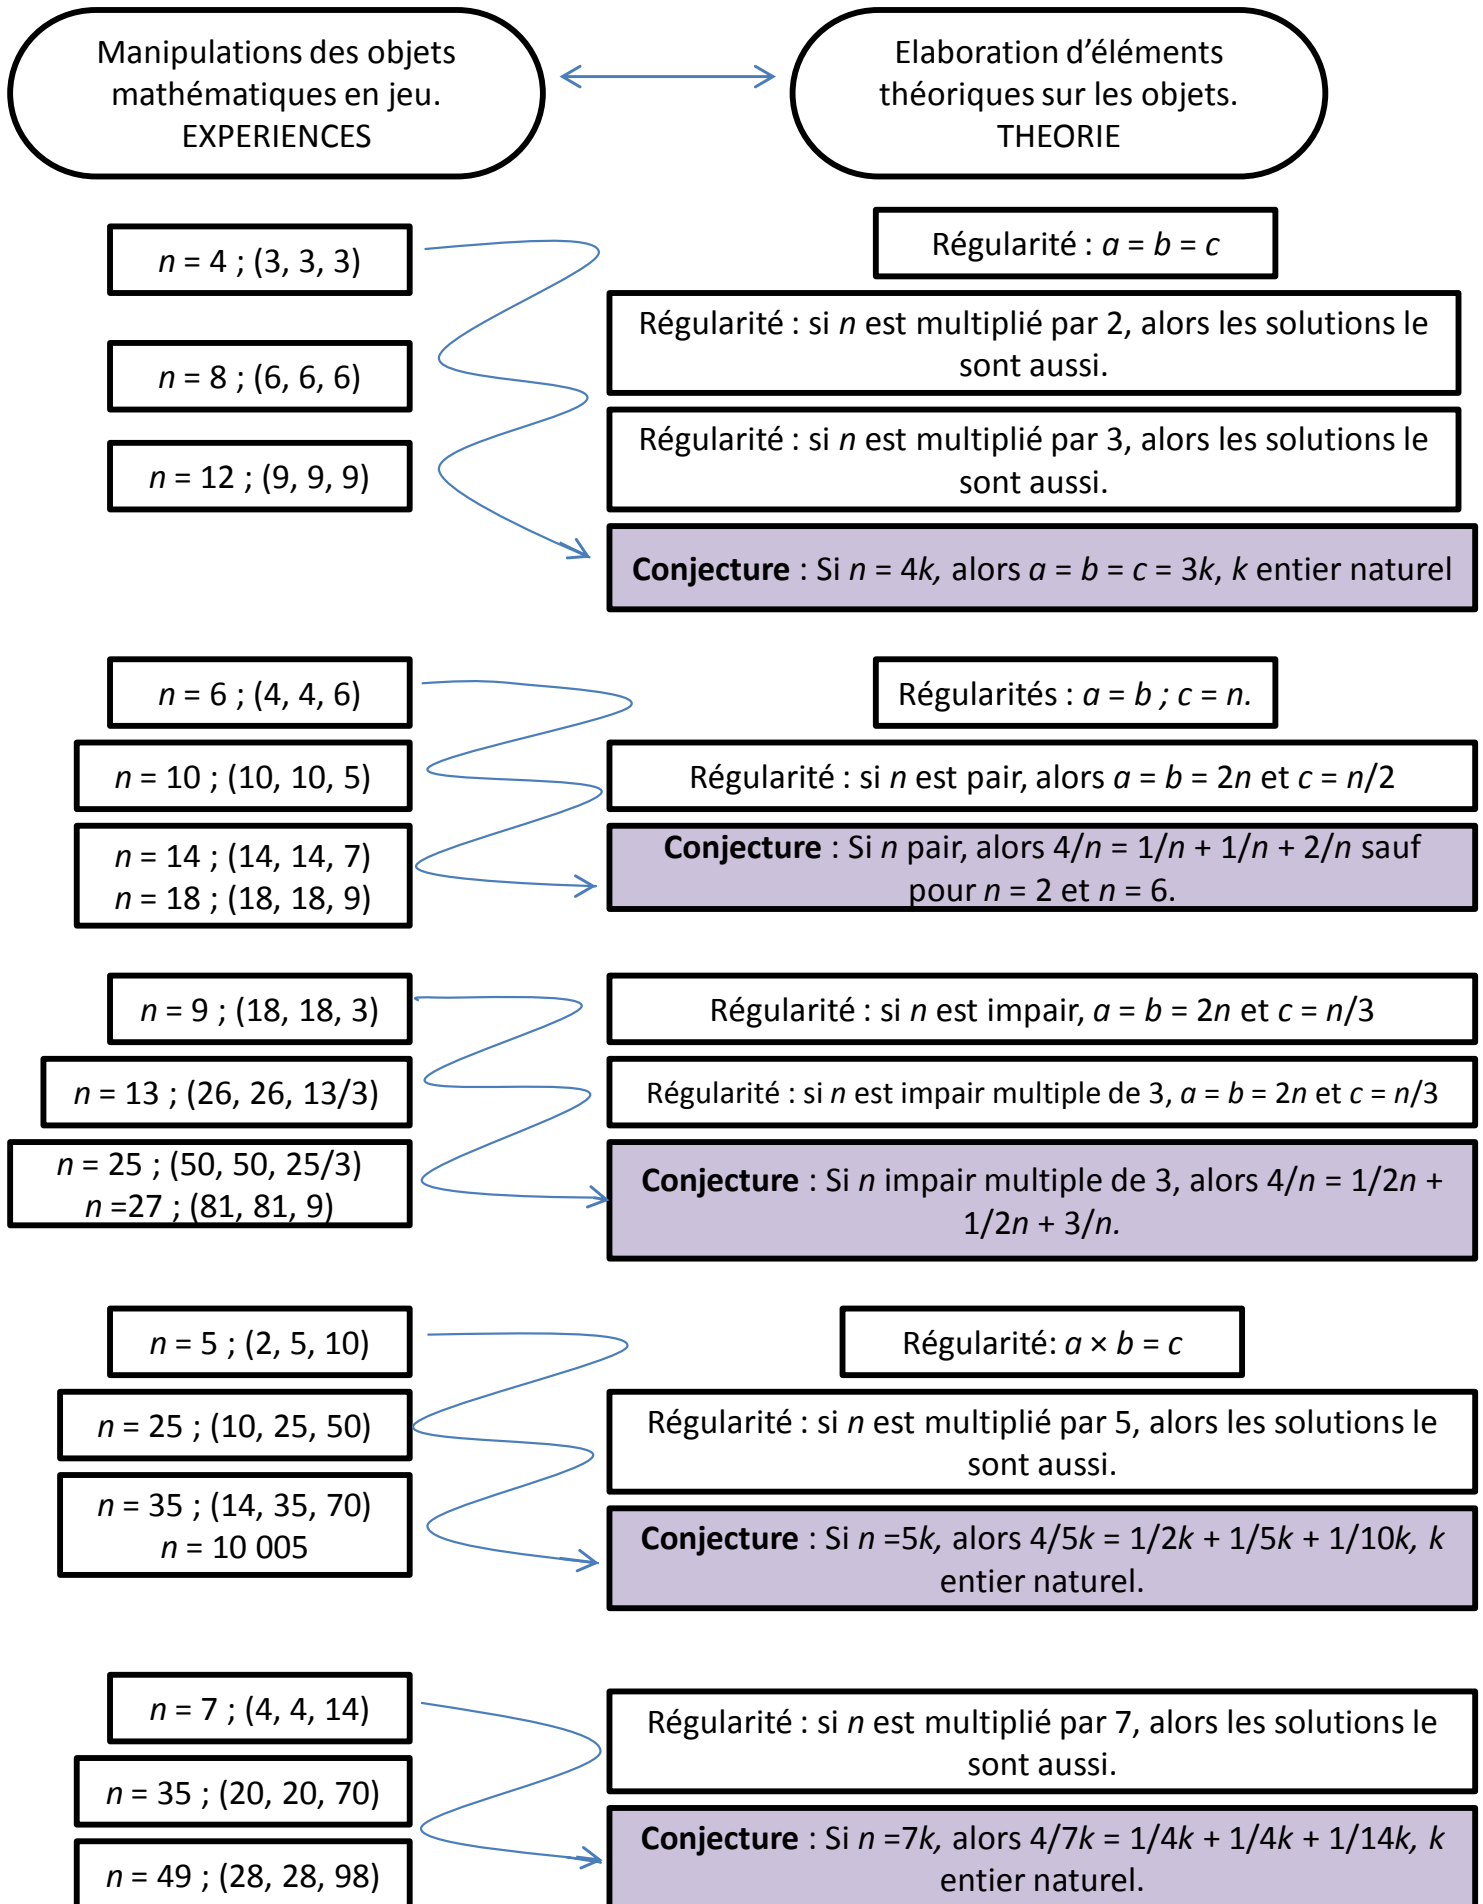 Manipulations des objets
mathématiques en jeu.
EXPERIENCES
Elaboration d’éléments
théoriques sur les objets.
THEORIE
n = 4 ; (3, 3, 3)
Régularité : a = b = c
Régularité : si n est multiplié par 2, alors les solutions le
sont aussi.
n = 8 ; (6, 6, 6)
Régularité : si n est multiplié par 3, alors les solutions le
sont aussi.
n = 12 ; (9, 9, 9)
Conjecture : Si n = 4k, alors a = b = c = 3k, k entier naturel
n = 6 ; (4, 4, 6)
Régularités : a = b ; c = n.
n = 10 ; (10, 10, 5)
Régularité : si n est pair, alors a = b = 2n et c = n/2
n = 14 ; (14, 14, 7)
n = 18 ; (18, 18, 9)
Conjecture : Si n pair, alors 4/n = 1/n + 1/n + 2/n sauf
pour n = 2 et n = 6.
n = 9 ; (18, 18, 3)
Régularité : si n est impair, a = b = 2n et c = n/3
n = 13 ; (26, 26, 13/3)
Régularité : si n est impair multiple de 3, a = b = 2n et c = n/3
n = 25 ; (50, 50, 25/3)
n =27 ; (81, 81, 9)
Conjecture : Si n impair multiple de 3, alors 4/n = 1/2n +
1/2n + 3/n.
n = 5 ; (2, 5, 10)
Régularité: a × b = c
n = 25 ; (10, 25, 50)
Régularité : si n est multiplié par 5, alors les solutions le
sont aussi.
n = 35 ; (14, 35, 70)
n = 10 005
Conjecture : Si n =5k, alors 4/5k = 1/2k + 1/5k + 1/10k, k
entier naturel.
n = 7 ; (4, 4, 14)
Régularité : si n est multiplié par 7, alors les solutions le
sont aussi.
n = 35 ; (20, 20, 70)
n = 49 ; (28, 28, 98)
Conjecture : Si n =7k, alors 4/7k = 1/4k + 1/4k + 1/14k, k
entier naturel.